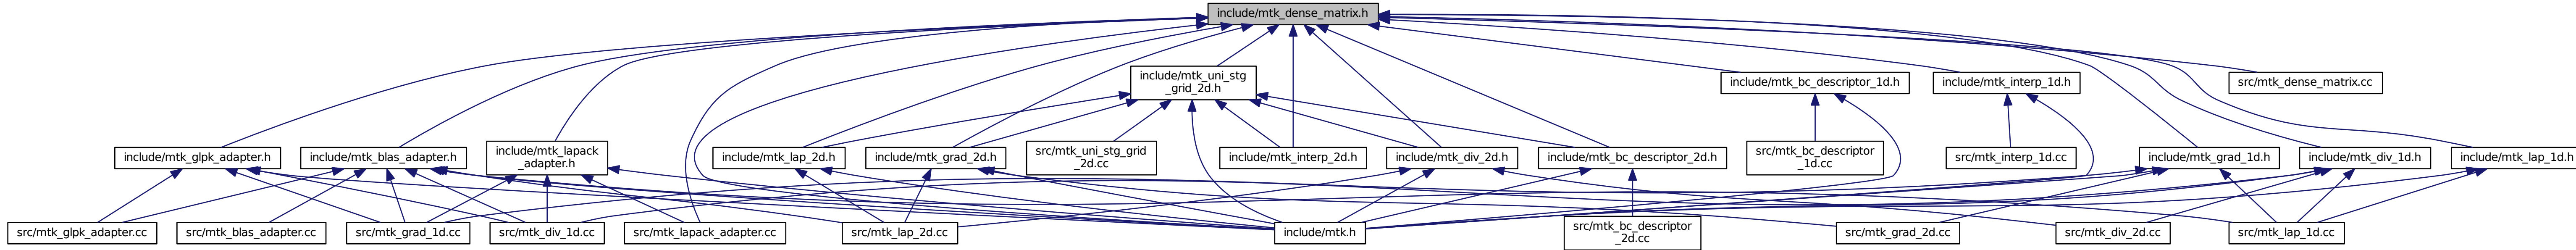 include/mtk_dense_matrix.h
include/mtk_uni_stg
_grid_2d.h
include/mtk_bc_descriptor_1d.h
include/mtk_interp_1d.h
src/mtk_dense_matrix.cc
include/mtk_glpk_adapter.h
include/mtk_blas_adapter.h
include/mtk_lapack
_adapter.h
include/mtk_lap_2d.h
include/mtk_grad_2d.h
src/mtk_uni_stg_grid
_2d.cc
include/mtk_interp_2d.h
include/mtk_div_2d.h
include/mtk_bc_descriptor_2d.h
src/mtk_bc_descriptor
_1d.cc
src/mtk_interp_1d.cc
include/mtk_grad_1d.h
include/mtk_div_1d.h
include/mtk_lap_1d.h
src/mtk_glpk_adapter.cc
src/mtk_blas_adapter.cc
src/mtk_grad_1d.cc
src/mtk_div_1d.cc
src/mtk_lapack_adapter.cc
src/mtk_lap_2d.cc
include/mtk.h
src/mtk_bc_descriptor
_2d.cc
src/mtk_grad_2d.cc
src/mtk_div_2d.cc
src/mtk_lap_1d.cc